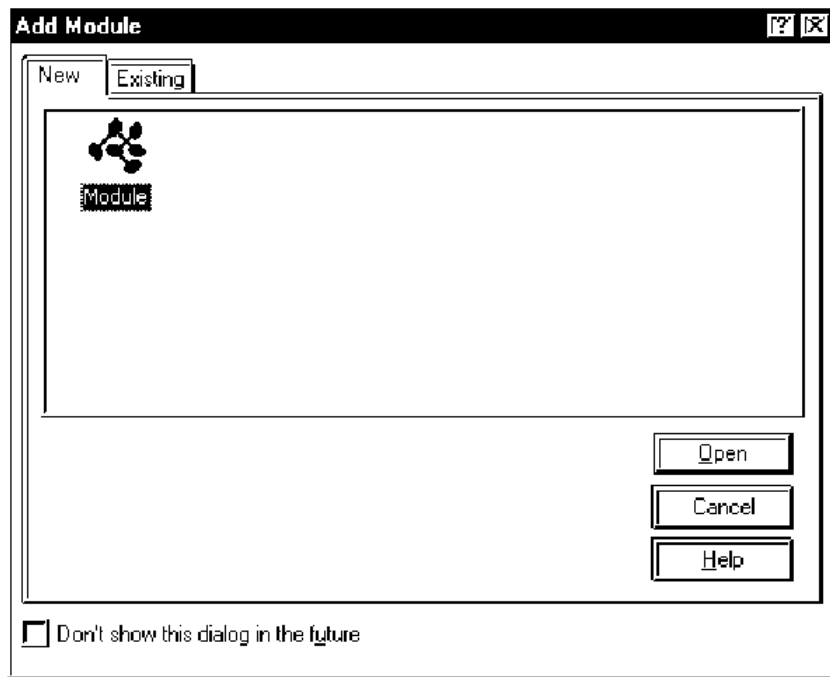 Add Module
New Existing
Module
Open
Cancel
Help
Don't show this dialog in the future